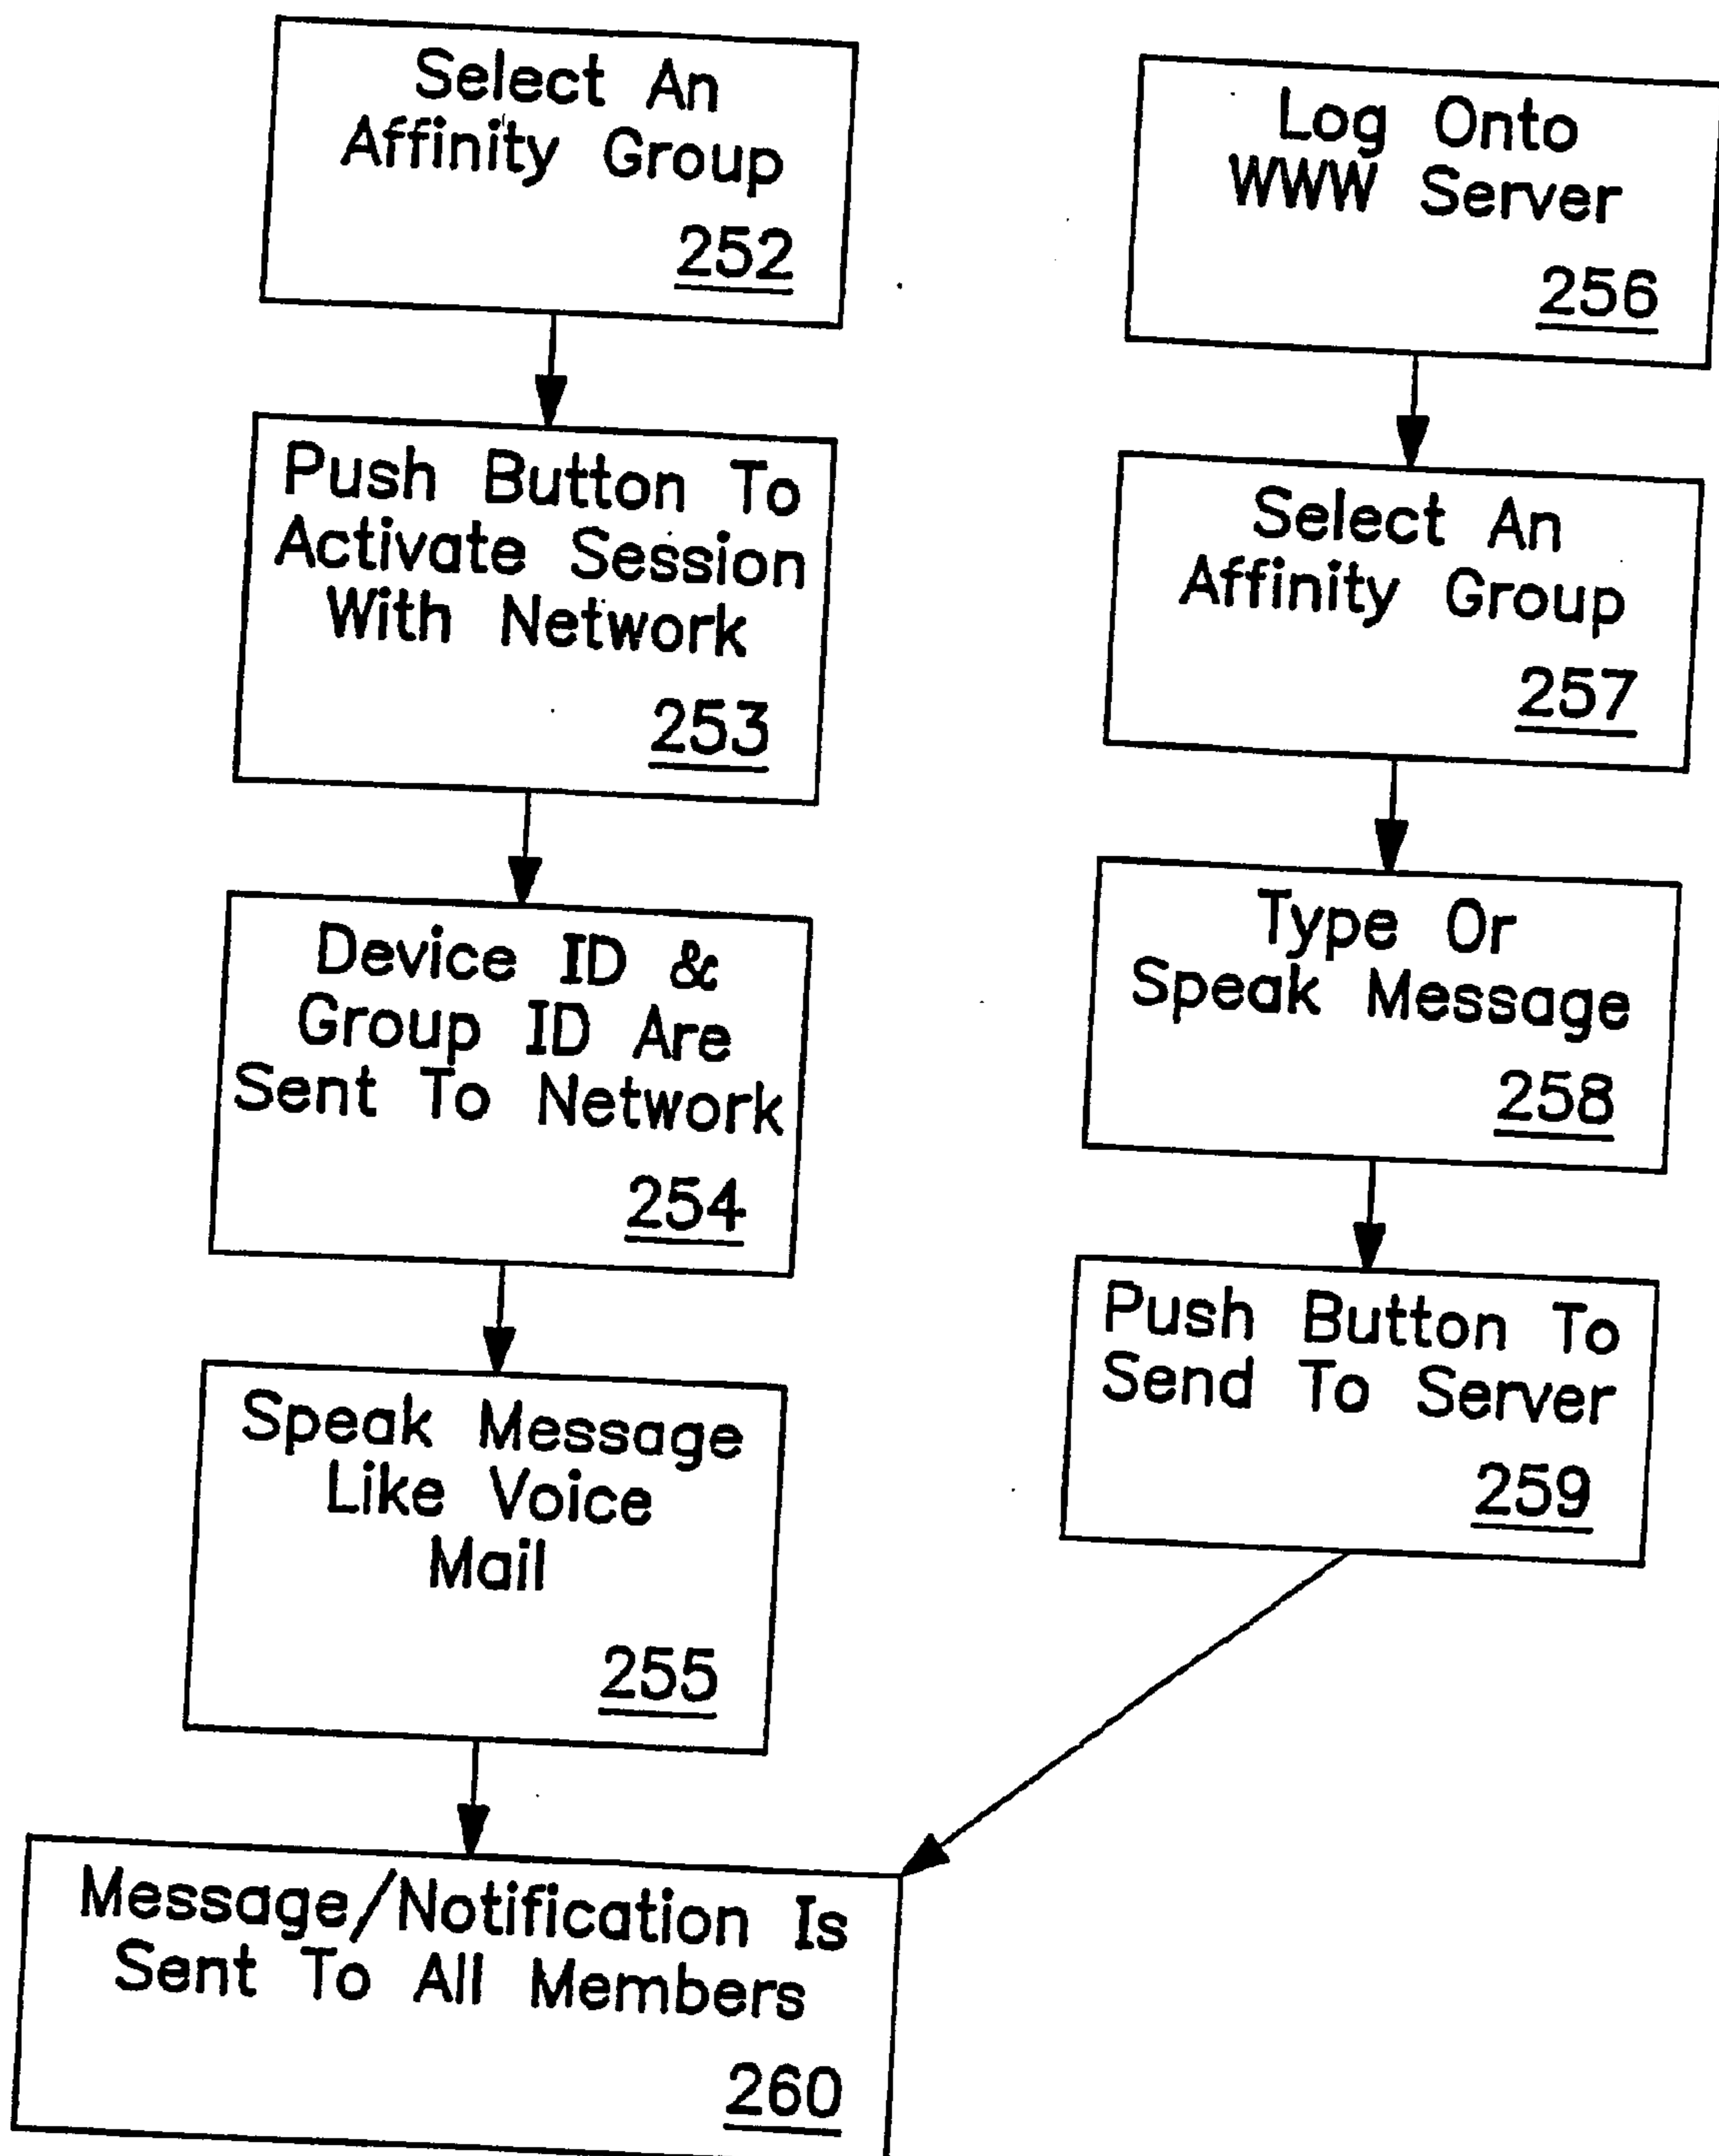 Select An
Affinity Group
252
Push Button To
Activate Session
With Network
253
Device ID &
Group ID Are
Sent To Network
254
Speak Message
Like Voice
Mail
255
Log Onto
WWW Server
256
Select An
Affinity Group
257
Type Or
Speak Message
258
Push Button To
Send To Server
259
Message/Notification Is
Sent To All Members
260